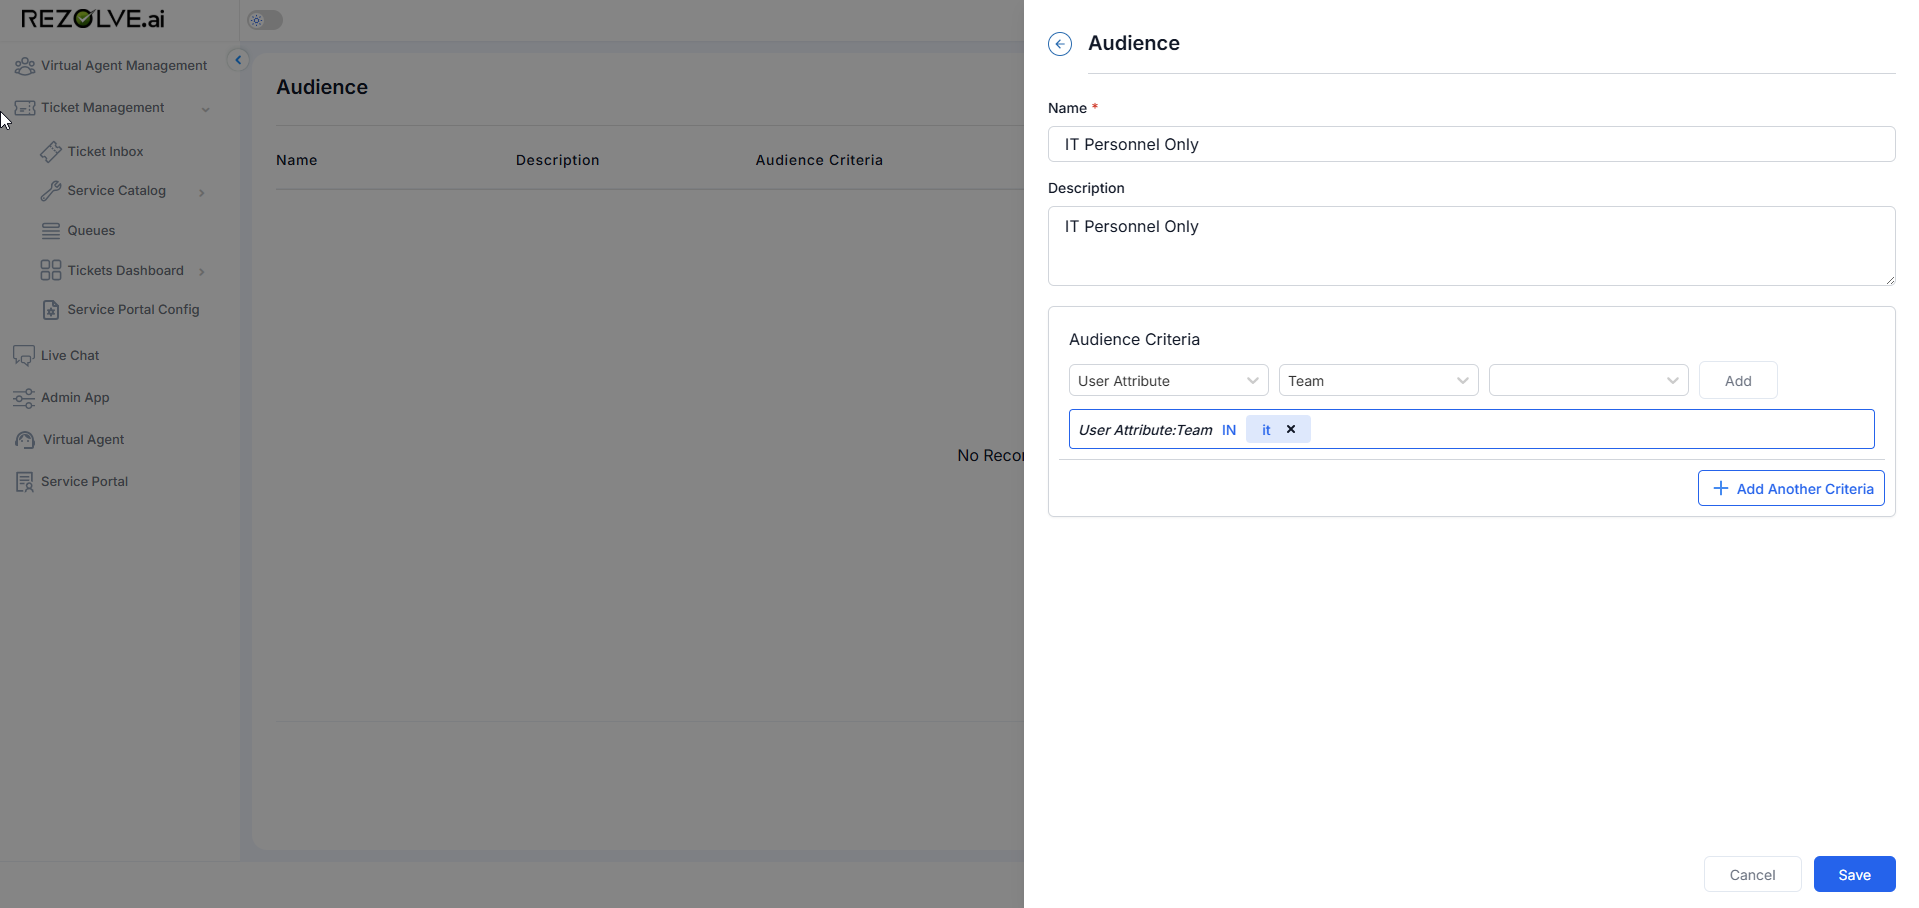 REZOLVE.ai
Virtual Agent Management
Ticket Management
Ticket Inbox
Service Catalog
Queues
Tickets Dashboard
Service Portal Config
Live Chat
Admin App
Virtual Agent
Service Portal
Audience
Name Description Audience Criteria
No Recor
Audience
Name *
IT Personnel Only
Description
IT Personnel Only
Audience Criteria
User Attribute Team Add
User Attribute:Team IN it ×
+ Add Another Criteria
Cancel Save